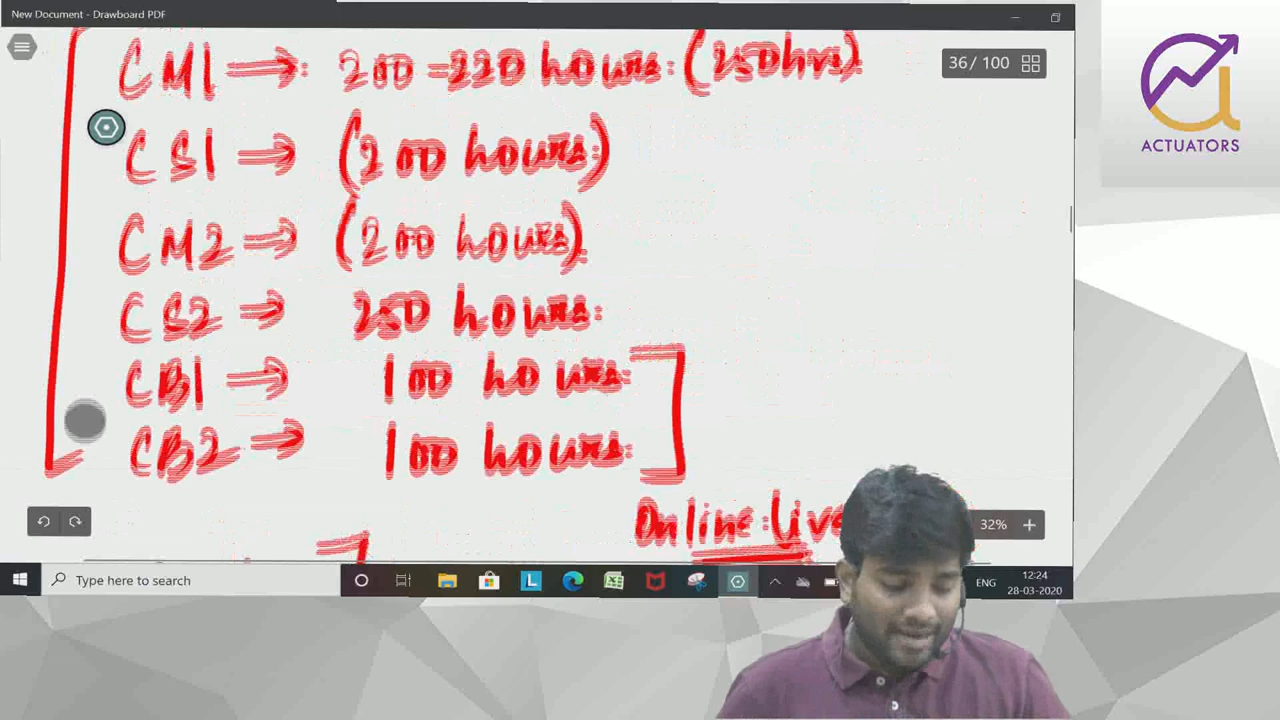 New Document - Drawboard PDF
CM1 → 200 - 220 hours. (250hrs)
36 / 100
ACTUATORS
CS1 ⇒ (200 hours)
CM2 ⇒ (200 hours)
CS2 ⇒ 250 hours.
CB1 → 100 hours.
CB2 → 100 hours.
Online Live
32%
Type here to search
ENG
12:24
28-03-2020